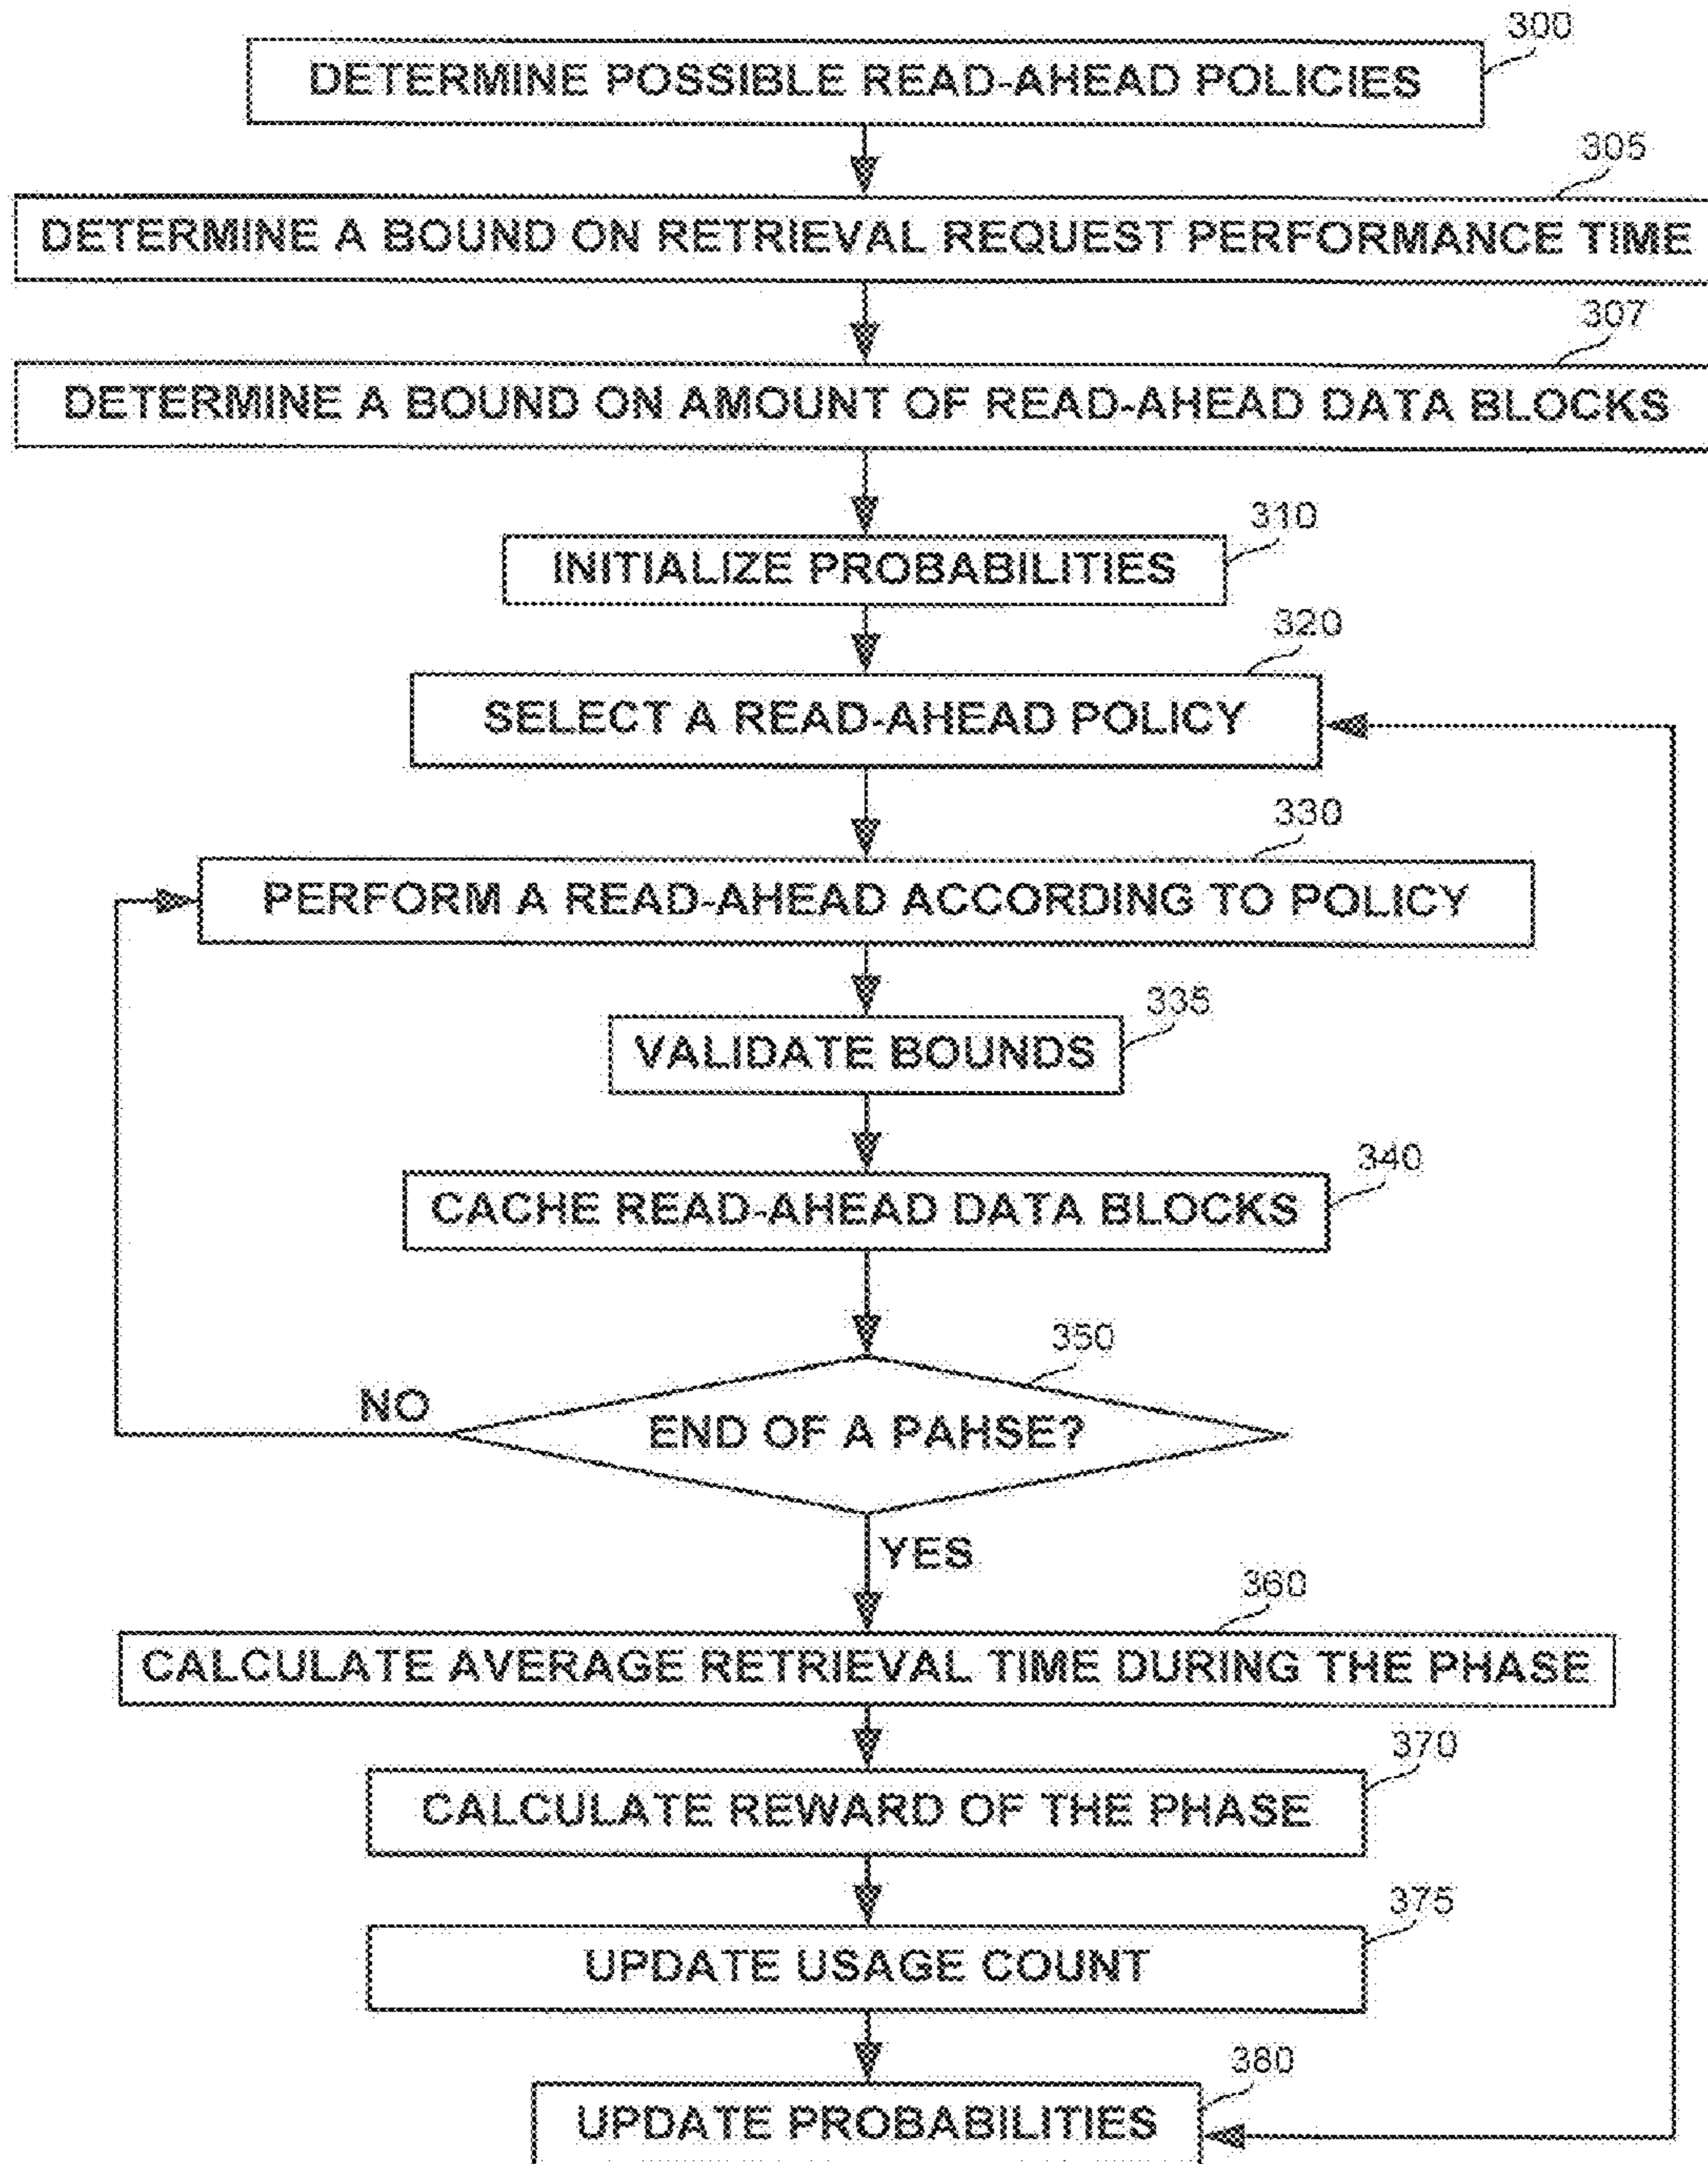 300
DETERMINE POSSIBLE READ-AHEAD POLICIES
305
DETERMINE A BOUND ON RETRIEVAL REQUEST PERFORMANCE TIME
307
DETERMINE A BOUND ON AMOUNT OF READ-AHEAD DATA BLOCKS
310
INITIALIZE PROBABILITIES
320
SELECT A READ-AHEAD POLICY
330
PERFORM A READ-AHEAD ACCORDING TO POLICY
335
VALIDATE BOUNDS
340
CACHE READ-AHEAD DATA BLOCKS
350
NO
END OF A PAHSE?
YES
360
CALCULATE AVERAGE RETRIEVAL TIME DURING THE PHASE
370
CALCULATE REWARD OF THE PHASE
375
UPDATE USAGE COUNT
380
UPDATE PROBABILITIES